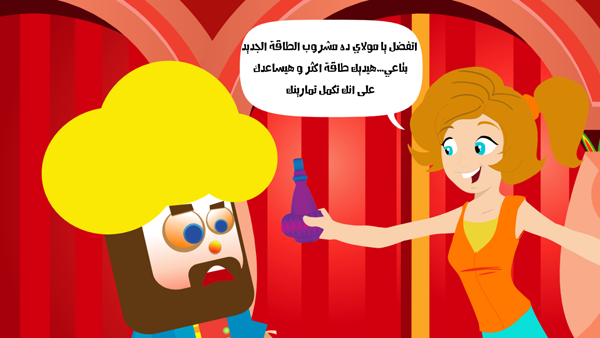 اتفضل يا مولاي ده مشروب الطاقة الجديد
بتاعي...هيديك طاقة اكتر و هيساعدك
على انك تكمل تمارينك